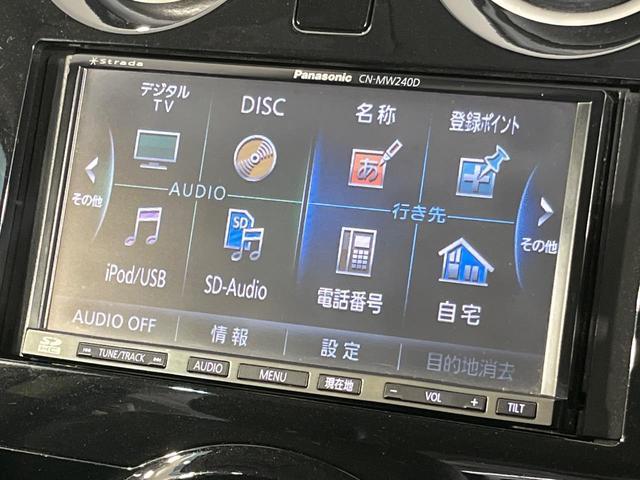 Strada
Panasonic CN-MW240D
デジタル
TV
DISC
名称
登録ポイント
その他
AUDIO
行き先
その他
iPod/USB
SD-Audio
電話番号
自宅
AUDIO OFF
情報
設定
目的地消去
SD
TUNE/TRACK
AUDIO
MENU
現在地
- VOL +
TILT